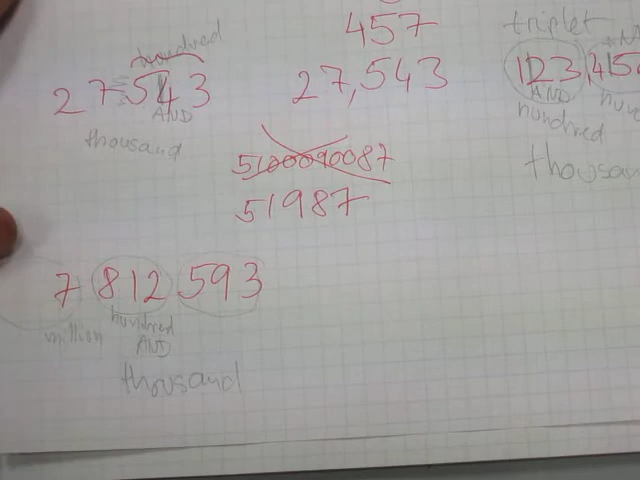 457
triplet
hundred
27 543
27,543
123 45
AND
AND
hundred
thousand
5100090087
51987
7 812 593
million
hundred
AND
thousand